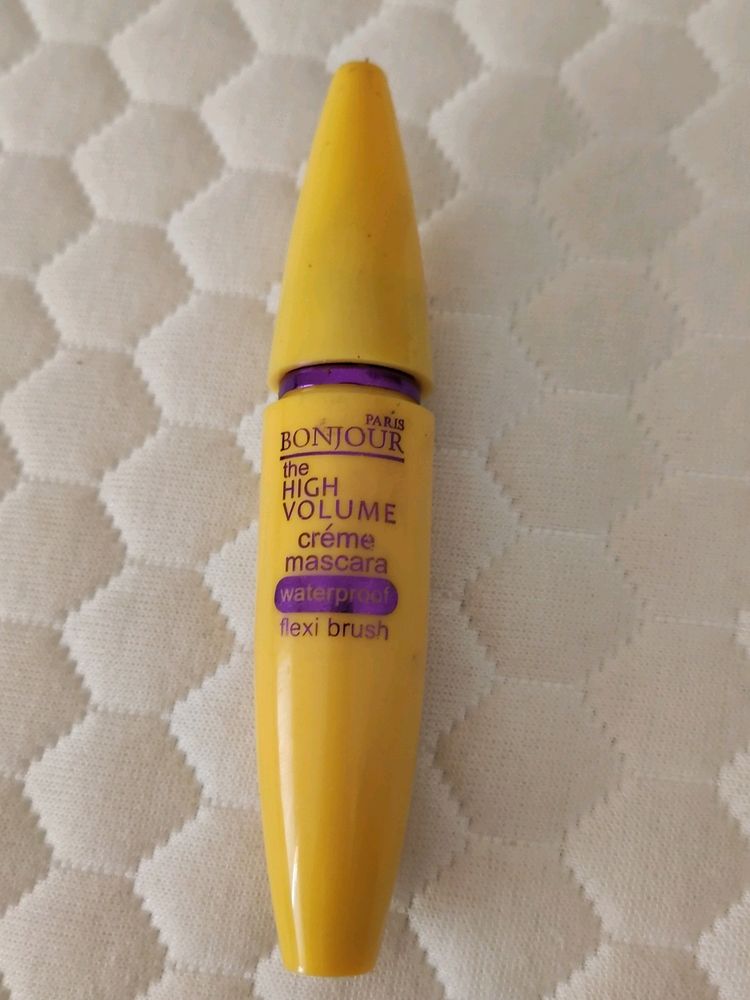 PARIS
BONJOUR
the
HIGH
VOLUME
créme
mascara
waterproof
flexi brush